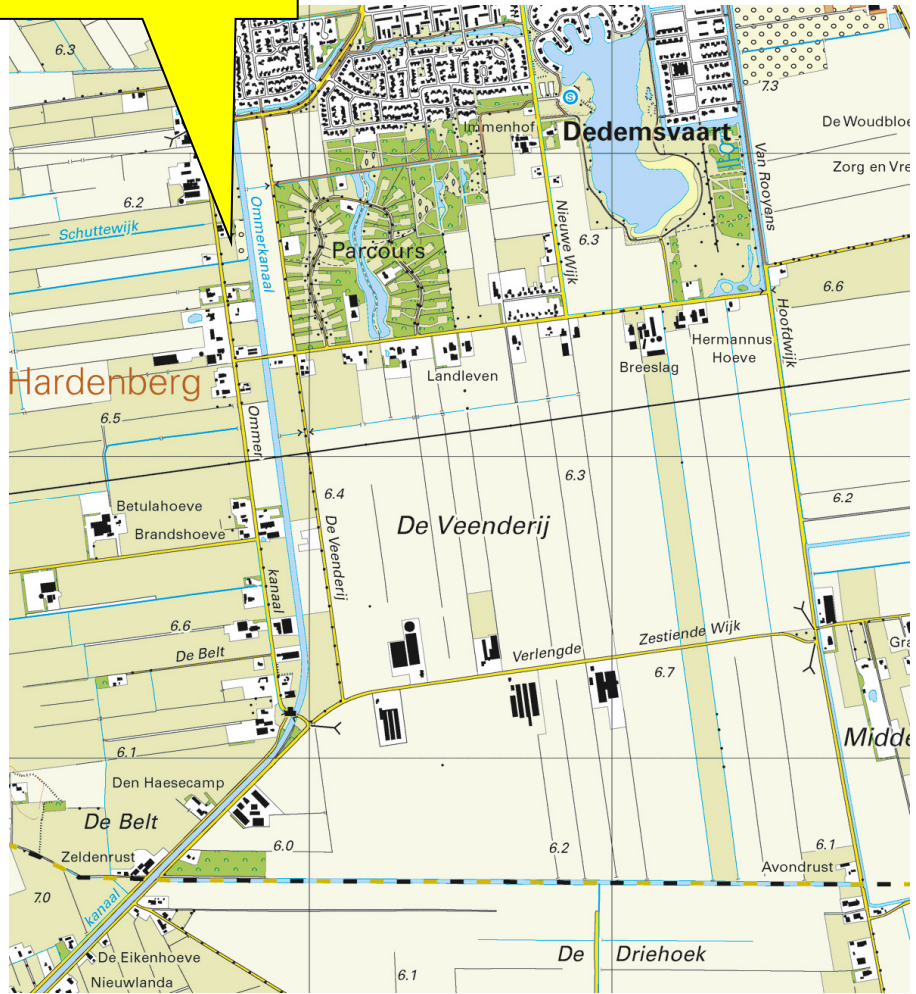 6.3
7.3
Immenhof
Dedemsvaart
De Woudbloe
Van Rooyens
Zorg en Vre
6.2
Ommerkanaal
Nieuwe Wijk
Schuttewijk
6.3
Parcours
6.6
Hoofdwijk
Hermannus
Hoeve
Breeslag
Landleven
Hardenberg
6.5
Ommer
6.3
6.4
6.2
Betulahoeve
De Veenderij
De Veenderij
Brandshoeve
kanaal
6.6
Zestiende Wijk
Verlengde
Gra
De Belt
6.7
6.1
Midde
Den Haesecamp
De Belt
6.0
6.2
6.1
Zeldenrust
Avondrust
7.0
kanaal
De Eikenhoeve
De Driehoek
6.1
Nieuwlanda